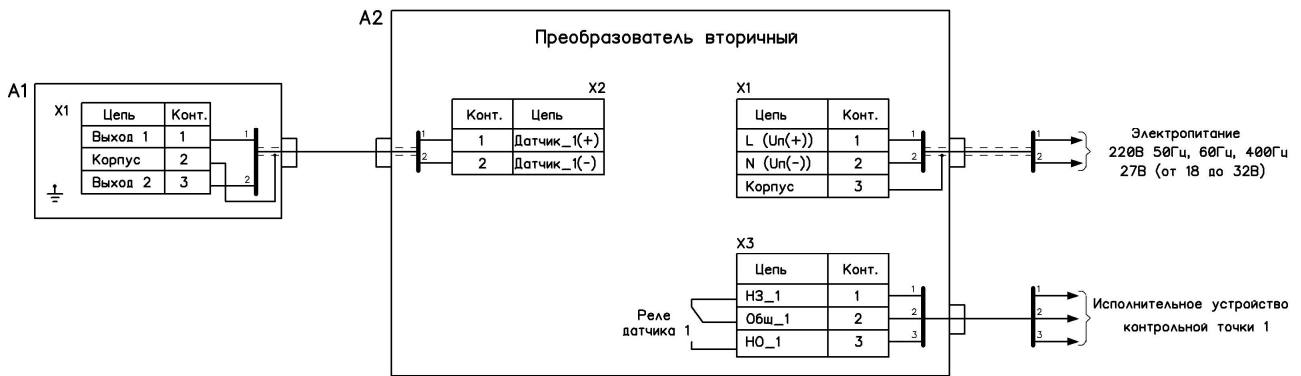 A2
Преобразователь вторичный
A1
X1
Цепь Конт.
Выход 1 1
Корпус 2
Выход 2 3
1
2
1
2
X2
Конт. Цепь
1 Датчик_1(+)
2 Датчик_1(-)
X1
Цепь Конт.
L (Uп(+)) 1
N (Uп(-)) 2
Корпус 3
1
2
1
2
Электропитание
220В 50Гц, 60Гц, 400Гц
27В (от 18 до 32В)
X3
Цепь Конт.
НЗ_1 1
Общ_1 2
НО_1 3
Реле
датчика 1
1
2
3
1
2
3
Исполнительное устройство
контрольной точки 1